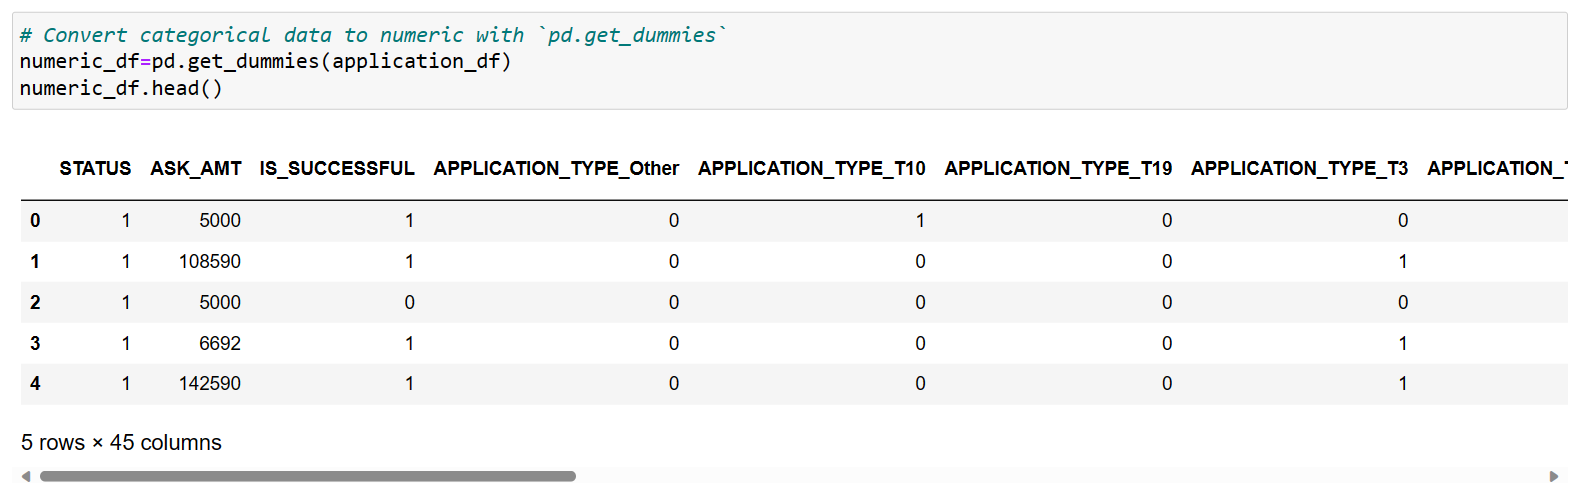 # Convert categorical data to numeric with `pd.get_dummies`
numeric_df=pd.get_dummies(application_df)
numeric_df.head()
STATUS ASK_AMT IS_SUCCESSFUL APPLICATION_TYPE_Other APPLICATION_TYPE_T10 APPLICATION_TYPE_T19 APPLICATION_TYPE_T3 APPLICATION_
0 1 5000 1 0 1 0 0
1 1 108590 1 0 0 0 1
2 1 5000 0 0 0 0 0
3 1 6692 1 0 0 0 1
4 1 142590 1 0 0 0 1
5 rows × 45 columns